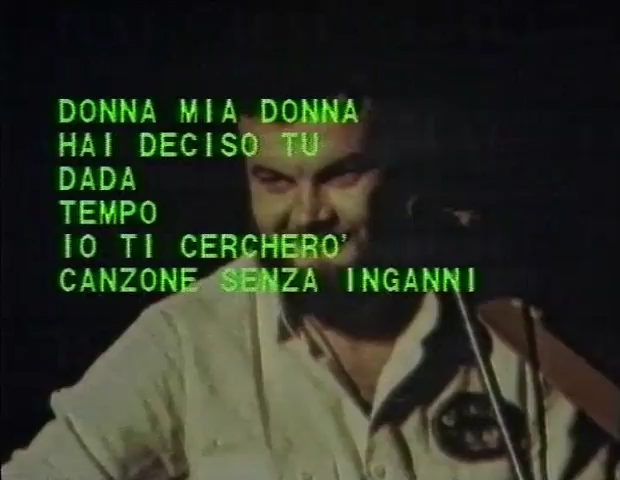 DONNA MIA DONNA
HAI DECISO TU
DADA
TEMPO
IO TI CERCHERO'
CANZONE SENZA INGANNI